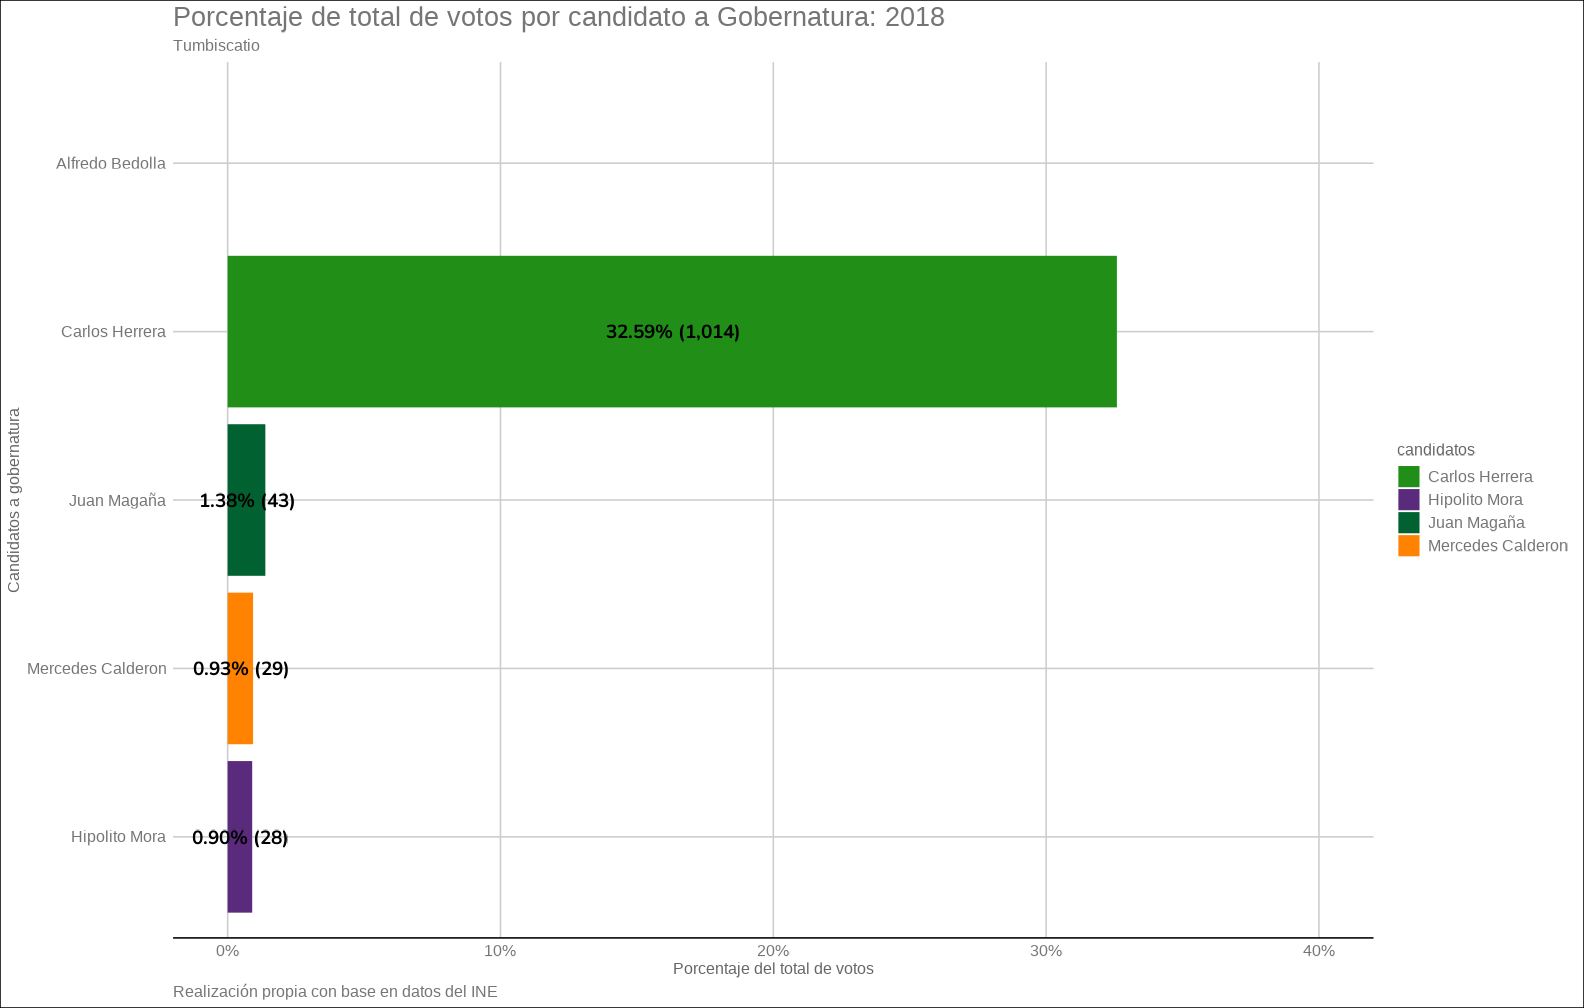 Porcentaje de total de votos por candidato a Gobernatura: 2018
Tumbiscatio
Candidatos a gobernatura
Alfredo Bedolla
Carlos Herrera
32.59% (1,014)
Juan Magaña
1.38% (43)
Mercedes Calderon
0.93% (29)
Hipolito Mora
0.90% (28)
0%
10%
20%
30%
40%
Porcentaje del total de votos
candidatos
Carlos Herrera
Hipolito Mora
Juan Magaña
Mercedes Calderon
Realización propia con base en datos del INE